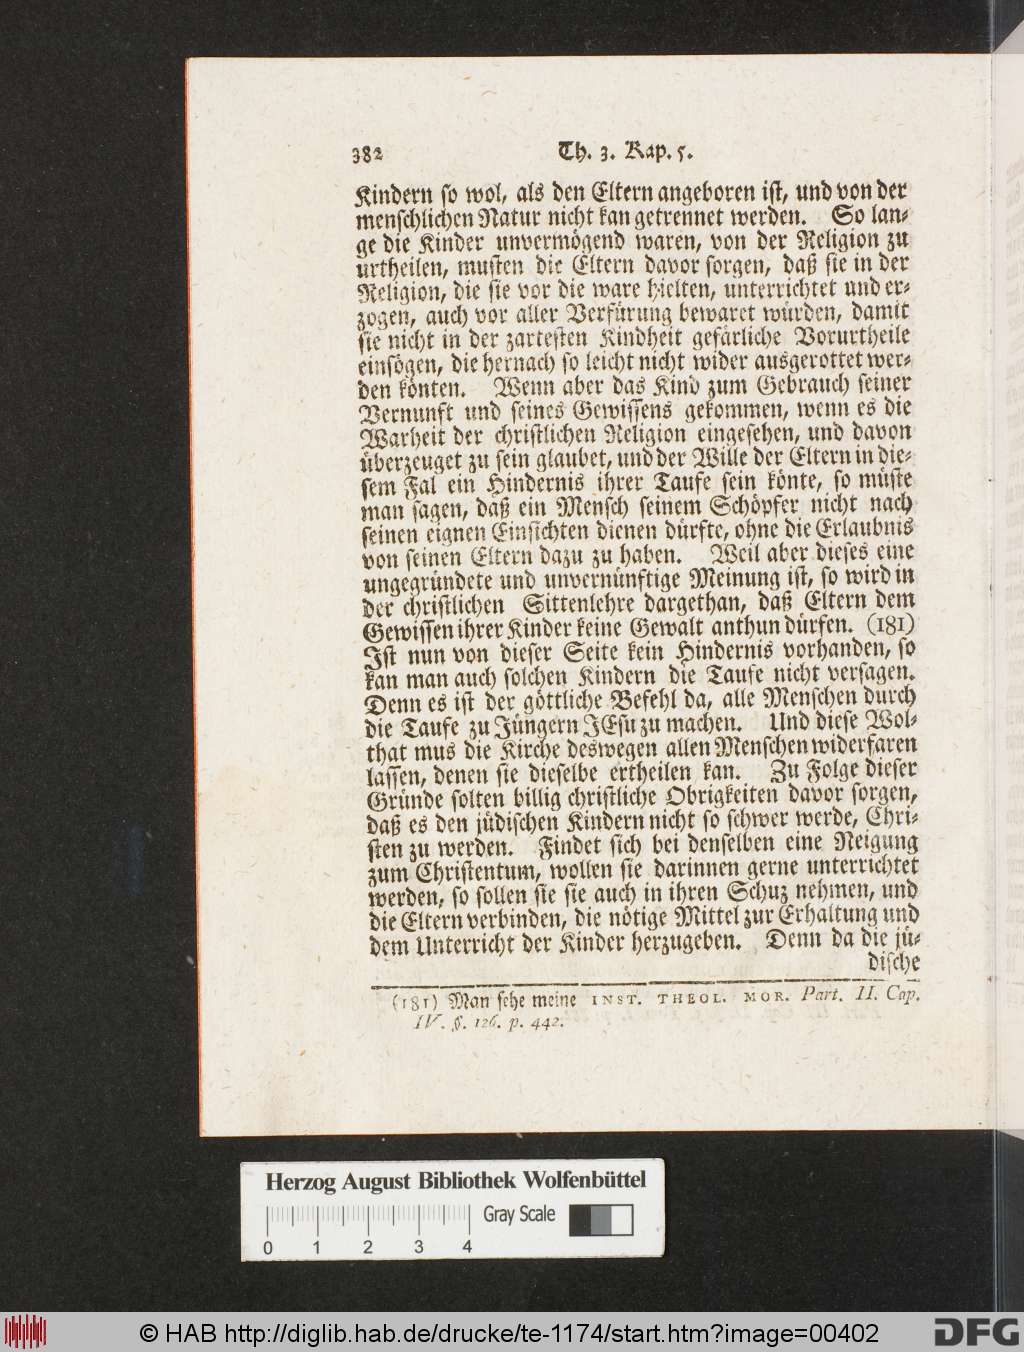 382 Th. 3. Kap. 5.
Kindern so wol, als den Eltern angeboren ist, und von der
menschlichen Natur nicht kan getrennet werden. So lan-
ge die Kinder unvermögend waren, von der Religion zu
urtheilen, musten die Eltern davor sorgen, daß sie in der
Religion, die sie vor die ware hielten, unterrichtet und er-
zogen, auch vor aller Verfürung bewaret würden, damit
sie nicht in der zartesten Kindheit gefärliche Vorurtheile
einsögen, die hernach so leicht nicht wider ausgerottet wer-
den könten. Wenn aber das Kind zum Gebrauch seiner
Vernunft und seines Gewissens gekommen, wenn es die
Warheit der christlichen Religion eingesehen, und davon
überzeuget zu sein glaubet, und der Wille der Eltern in die-
sem Fal ein Hindernis ihrer Taufe sein könte, so müste
man sagen, daß ein Mensch seinem Schöpfer nicht nach
seinen eignen Einsichten dienen dürfte, ohne die Erlaubnis
von seinen Eltern dazu zu haben. Weil aber dieses eine
ungegründete und unvernünftige Meinung ist, so wird in
der christlichen Sittenlehre dargethan, daß Eltern dem
Gewissen ihrer Kinder keine Gewalt anthun dürfen. (181)
Ist nun von dieser Seite kein Hindernis vorhanden, so
kan man auch solchen Kindern die Taufe nicht versagen.
Denn es ist der göttliche Befehl da, alle Menschen durch
die Taufe zu Jüngern JEsu zu machen. Und diese Wol-
that mus die Kirche deswegen allen Menschen widerfaren
lassen, denen sie dieselbe ertheilen kan. Zu Folge dieser
Gründe solten billig christliche Obrigkeiten davor sorgen,
daß es den jüdischen Kindern nicht so schwer werde, Chri-
sten zu werden. Findet sich bei denselben eine Neigung
zum Christentum, wollen sie darinnen gerne unterrichtet
werden, so sollen sie sie auch in ihren Schuz nehmen, und
die Eltern verbinden, die nötige Mittel zur Erhaltung und
dem Unterricht der Kinder herzugeben. Denn da die jü-
dische
(181) Man sehe meine INST. THEOL. MOR. Part. II. Cap.
IV. §. 126. p. 442.
Herzog August Bibliothek Wolfenbüttel
Gray Scale
0 1 2 3 4
© HAB http://diglib.hab.de/drucke/te-1174/start.htm?image=00402
DFG